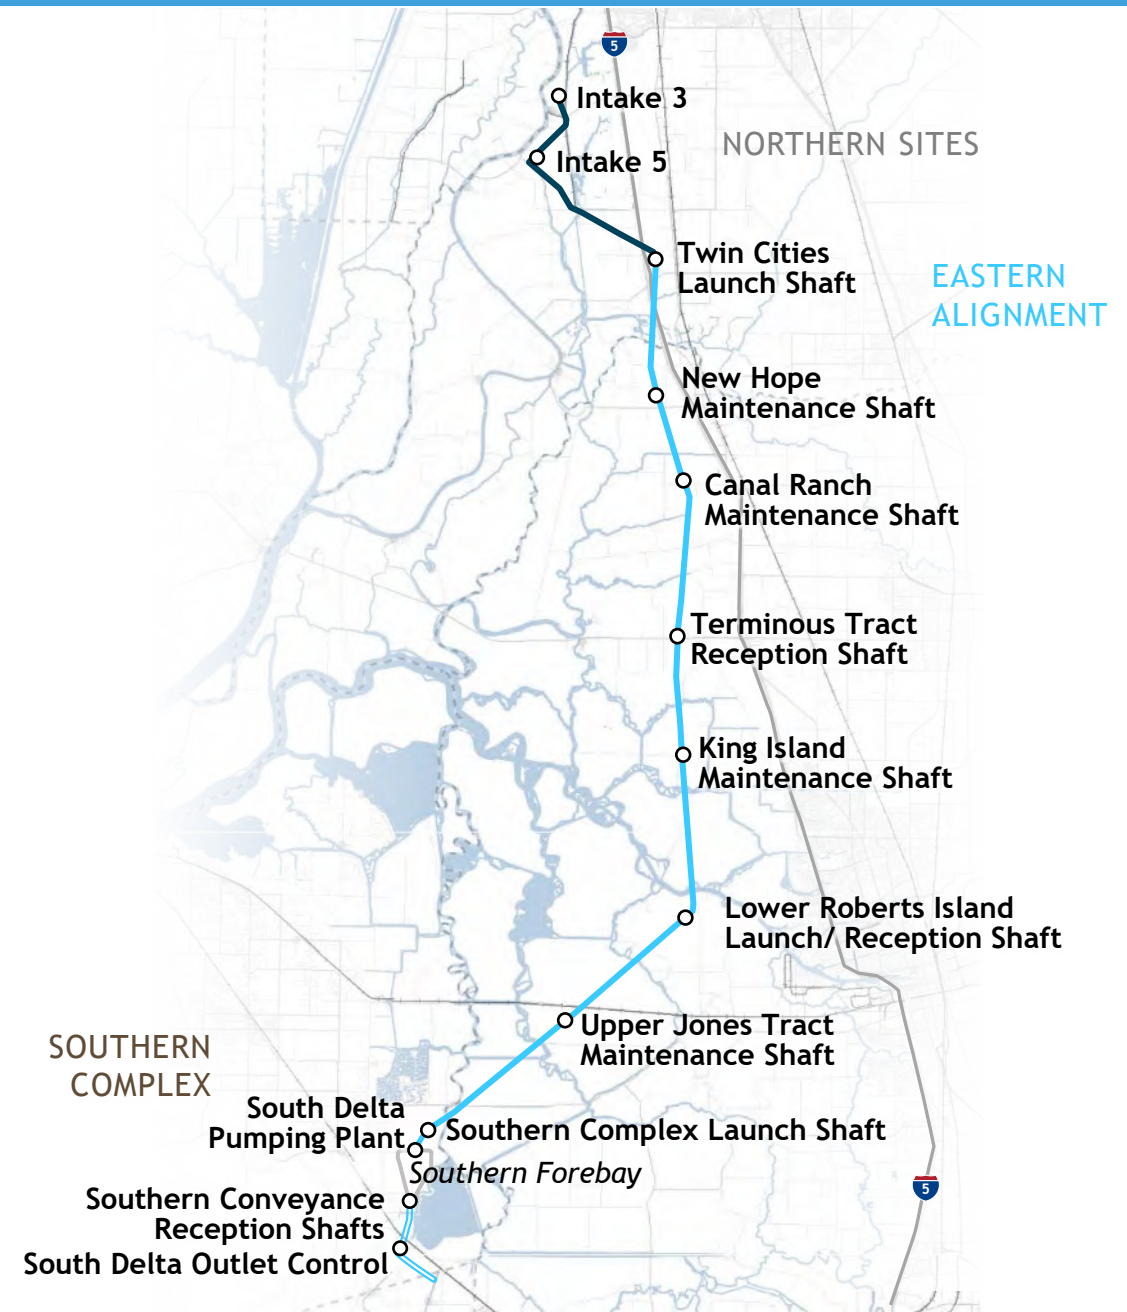 5
Intake 3
NORTHERN SITES
Intake 5
Twin Cities
Launch Shaft
EASTERN
ALIGNMENT
New Hope
Maintenance Shaft
Canal Ranch
Maintenance Shaft
Terminous Tract
Reception Shaft
King Island
Maintenance Shaft
Lower Roberts Island
Launch/ Reception Shaft
Upper Jones Tract
Maintenance Shaft
SOUTHERN
COMPLEX
South Delta
Pumping Plant
Southern Complex Launch Shaft
Southern Forebay
5
Southern Conveyance
Reception Shafts
South Delta Outlet Control